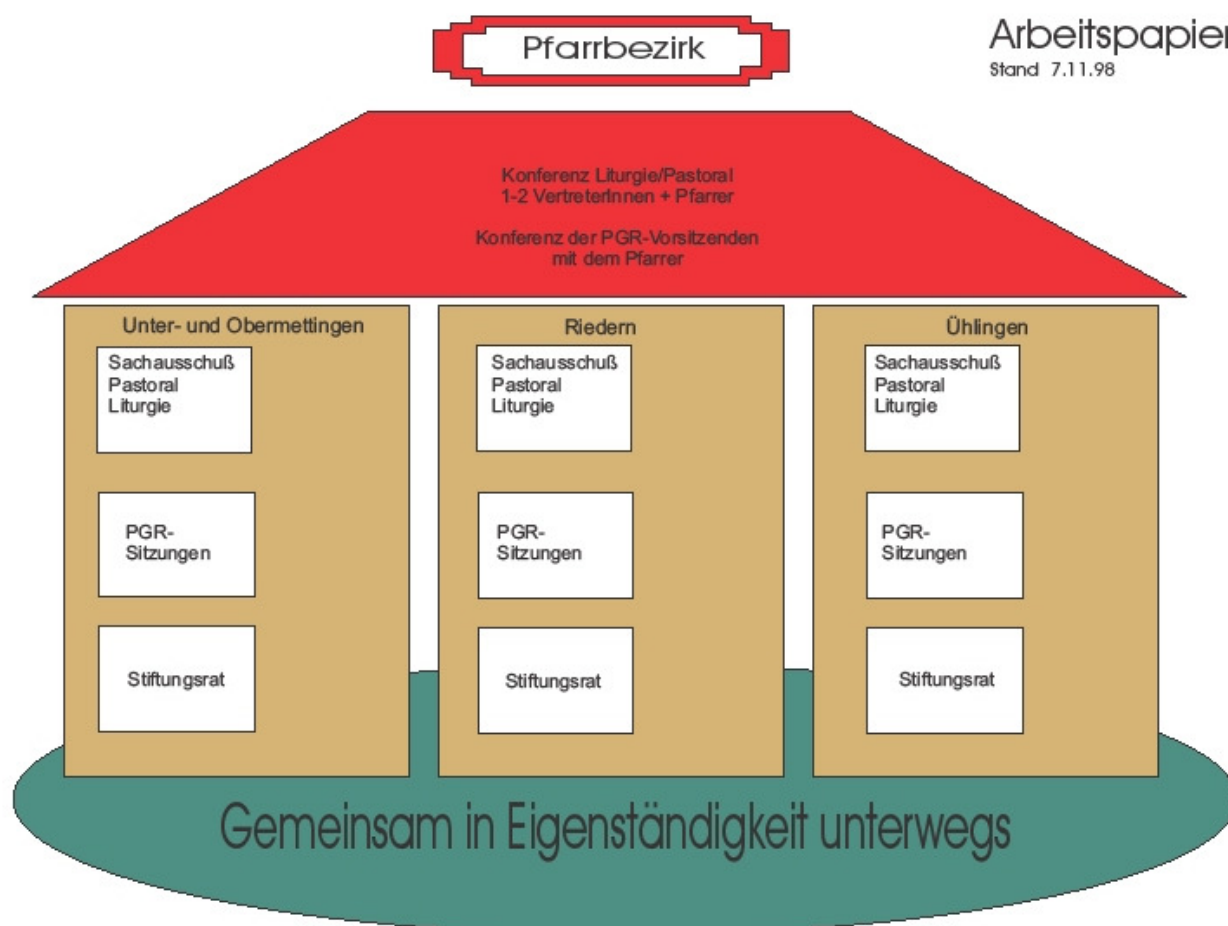 Pfarrbezirk
Arbeitspapier
Stand 7.11.98
Konferenz Liturgie/Pastoral
1-2 VertreterInnen + Pfarrer
Konferenz der PGR-Vorsitzenden
mit dem Pfarrer
Unter- und Obermettingen
Sachausschuß
Pastoral
Liturgie
PGR-
Sitzungen
Stiftungsrat
Riedern
Sachausschuß
Pastoral
Liturgie
PGR-
Sitzungen
Stiftungsrat
Ühlingen
Sachausschuß
Pastoral
Liturgie
PGR-
Sitzungen
Stiftungsrat
Gemeinsam in Eigenständigkeit unterwegs